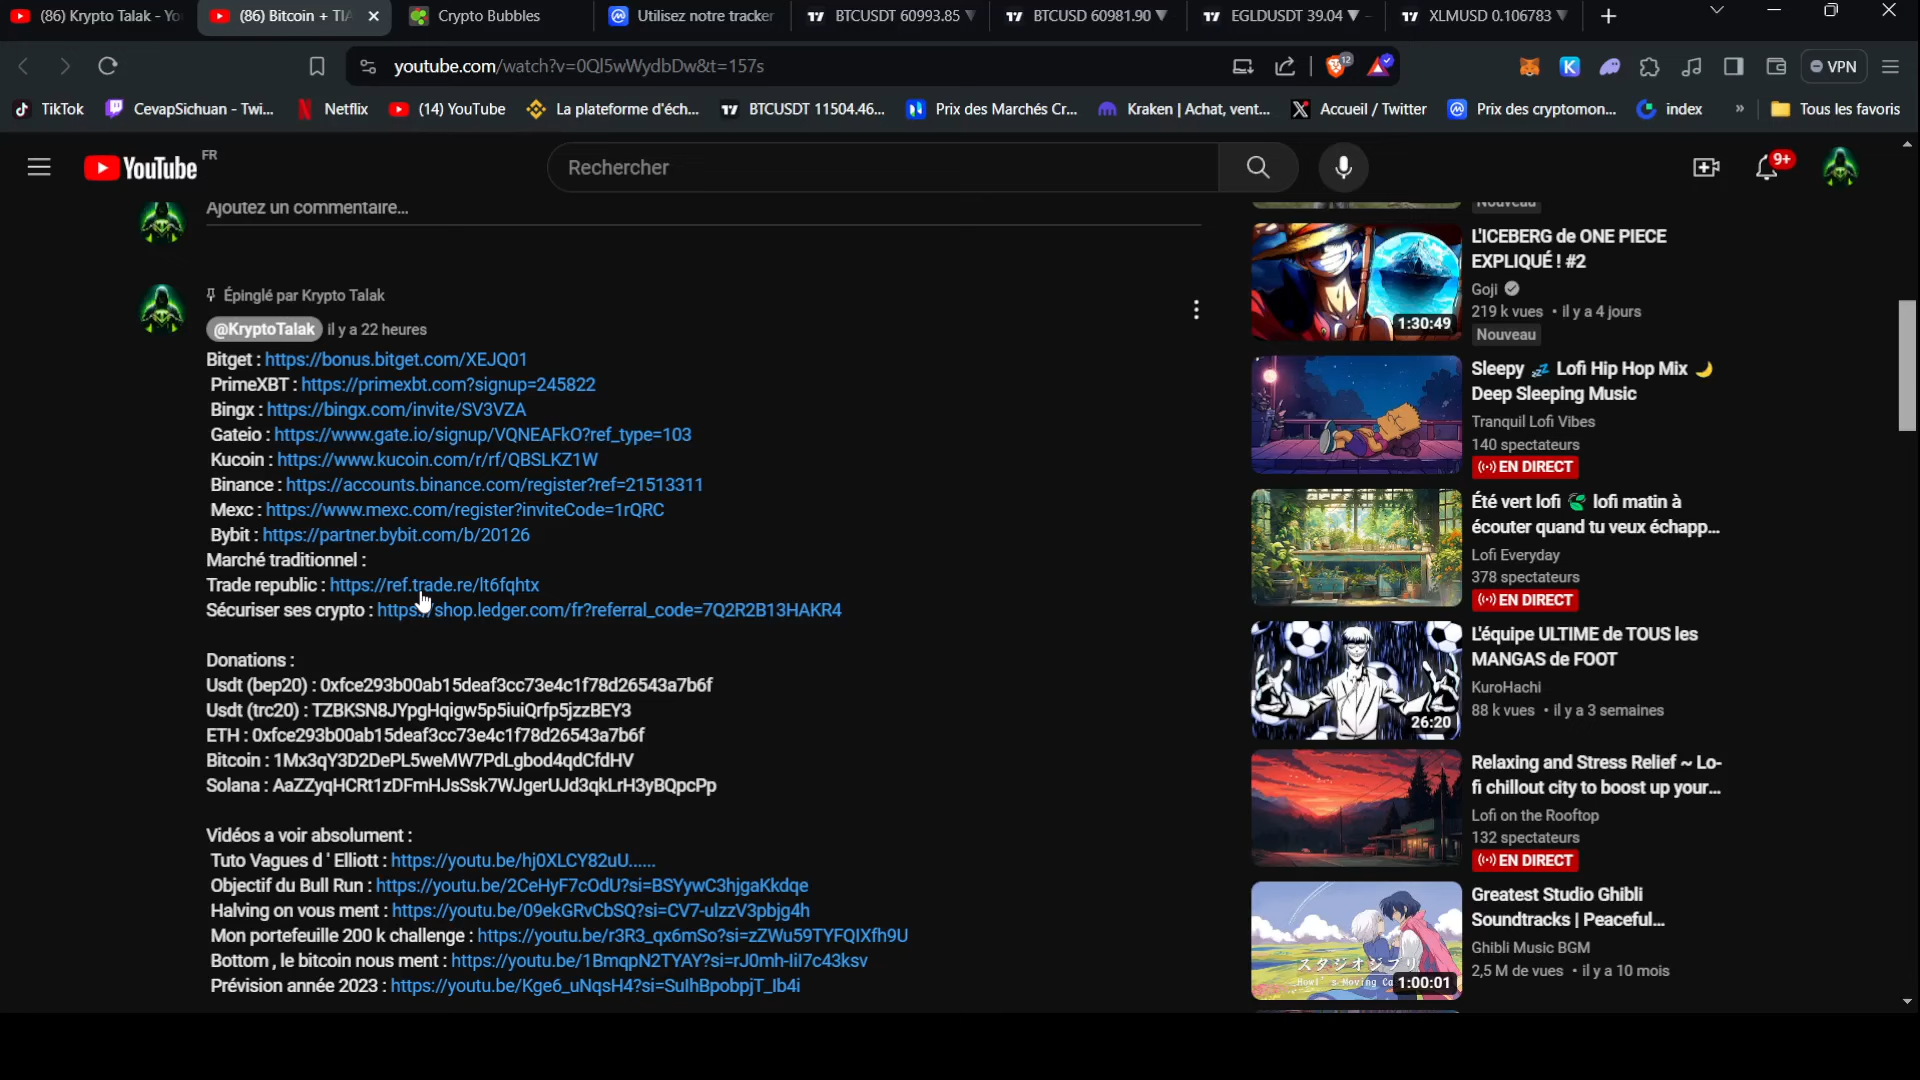 (86) Krypto Talak - Yo
(86) Bitcoin + TIA
Crypto Bubbles
Utilisez notre tracker
BTCUSDT 60993.85 ▼
BTCUSD 60981.90 ▼
EGLDUSDT 39.04 ▼
XLMUSD 0.106783 ▼
youtube.com/watch?v=0Ql5wWydbDw&t=157s
12
VPN
TikTok
CevapSichuan - Twi...
Netflix
(14) YouTube
La plateforme d'éch...
BTCUSDT 11504.46...
Prix des Marchés Cr...
Kraken | Achat, vent...
Accueil / Twitter
Prix des cryptomon...
index
»
Tous les favoris
YouTube FR
Rechercher
9+
Ajoutez un commentaire...
Épinglé par Krypto Talak
@KryptoTalak il y a 22 heures
Bitget : https://bonus.bitget.com/XEJQ01
PrimeXBT : https://primexbt.com?signup=245822
Bingx : https://bingx.com/invite/SV3VZA
Gateio : https://www.gate.io/signup/VQNEAFkO?ref_type=103
Kucoin : https://www.kucoin.com/r/rf/QBSLKZ1W
Binance : https://accounts.binance.com/register?ref=21513311
Mexc : https://www.mexc.com/register?inviteCode=1rQRC
Bybit : https://partner.bybit.com/b/20126
Marché traditionnel :
Trade republic : https://ref.trade.re/lt6fqhtx
Sécuriser ses crypto : https://shop.ledger.com/fr?referral_code=7Q2R2B13HAKR4
Donations :
Usdt (bep20) : 0xfce293b00ab15deaf3cc73e4c1f78d26543a7b6f
Usdt (trc20) : TZBKSN8JYpgHqigw5p5iuiQrfp5jzzBEY3
ETH : 0xfce293b00ab15deaf3cc73e4c1f78d26543a7b6f
Bitcoin : 1Mx3qY3D2DePL5weMW7PdLgbod4qdCfdHV
Solana : AaZZyqHCRt1zDFmHJsSsk7WJgerUJd3qkLrH3yBQpcPp
Vidéos a voir absolument :
Tuto Vagues d ' Elliott : https://youtu.be/hj0XLCY82uU......
Objectif du Bull Run : https://youtu.be/2CeHyF7cOdU?si=BSYywC3hjgaKkdqe
Halving on vous ment : https://youtu.be/09ekGRvCbSQ?si=CV7-ulzzV3pbjg4h
Mon portefeuille 200 k challenge : https://youtu.be/r3R3_qx6mSo?si=zZWu59TYFQIXfh9U
Bottom , le bitcoin nous ment : https://youtu.be/1BmqpN2TYAY?si=rJ0mh-liI7c43ksv
Prévision année 2023 : https://youtu.be/Kge6_uNqsH4?si=SulhBpobpjT_Ib4i
Nouveau
L'ICEBERG de ONE PIECE
EXPLIQUÉ ! #2
Goji
219 k vues • il y a 4 jours
Nouveau
1:30:49
Sleepy 💤 Lofi Hip Hop Mix 🌙
Deep Sleeping Music
Tranquil Lofi Vibes
140 spectateurs
EN DIRECT
Été vert lofi 🍃 lofi matin à
écouter quand tu veux échapp...
Lofi Everyday
378 spectateurs
EN DIRECT
L'équipe ULTIME de TOUS les
MANGAS de FOOT
KuroHachi
88 k vues • il y a 3 semaines
26:20
Relaxing and Stress Relief ~ Lo-
fi chillout city to boost up your...
Lofi on the Rooftop
132 spectateurs
EN DIRECT
Greatest Studio Ghibli
Soundtracks | Peaceful...
Ghibli Music BGM
2,5 M de vues • il y a 10 mois
スタジオジブリ
Howl's Moving Ca
1:00:01